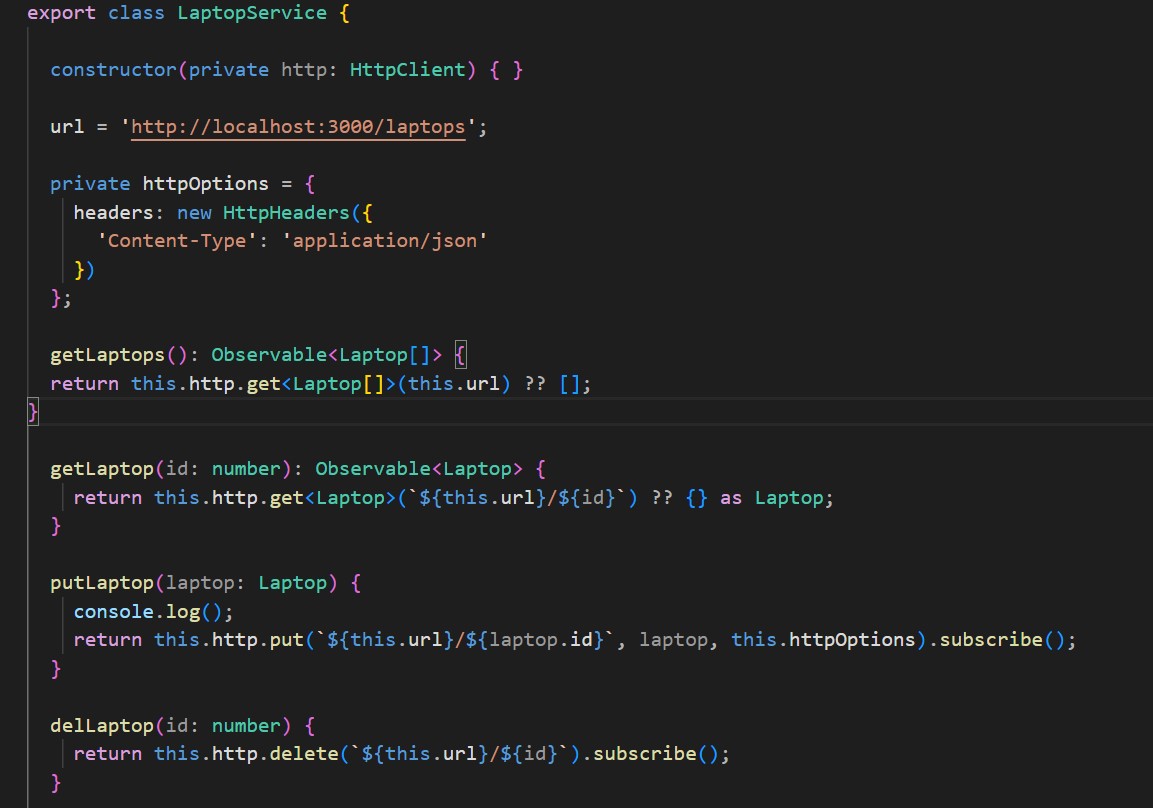 export class LaptopService {
constructor(private http: HttpClient) { }
url = 'http://localhost:3000/laptops';
private httpOptions = {
headers: new HttpHeaders({
'Content-Type': 'application/json'
})
};
getLaptops(): Observable<Laptop[]> {
return this.http.get<Laptop[]>(this.url) ?? [];
}
getLaptop(id: number): Observable<Laptop> {
return this.http.get<Laptop>(`${this.url}/${id}`) ?? {} as Laptop;
}
putLaptop(laptop: Laptop) {
console.log();
return this.http.put(`${this.url}/${laptop.id}`, laptop, this.httpOptions).subscribe();
}
delLaptop(id: number) {
return this.http.delete(`${this.url}/${id}`).subscribe();
}